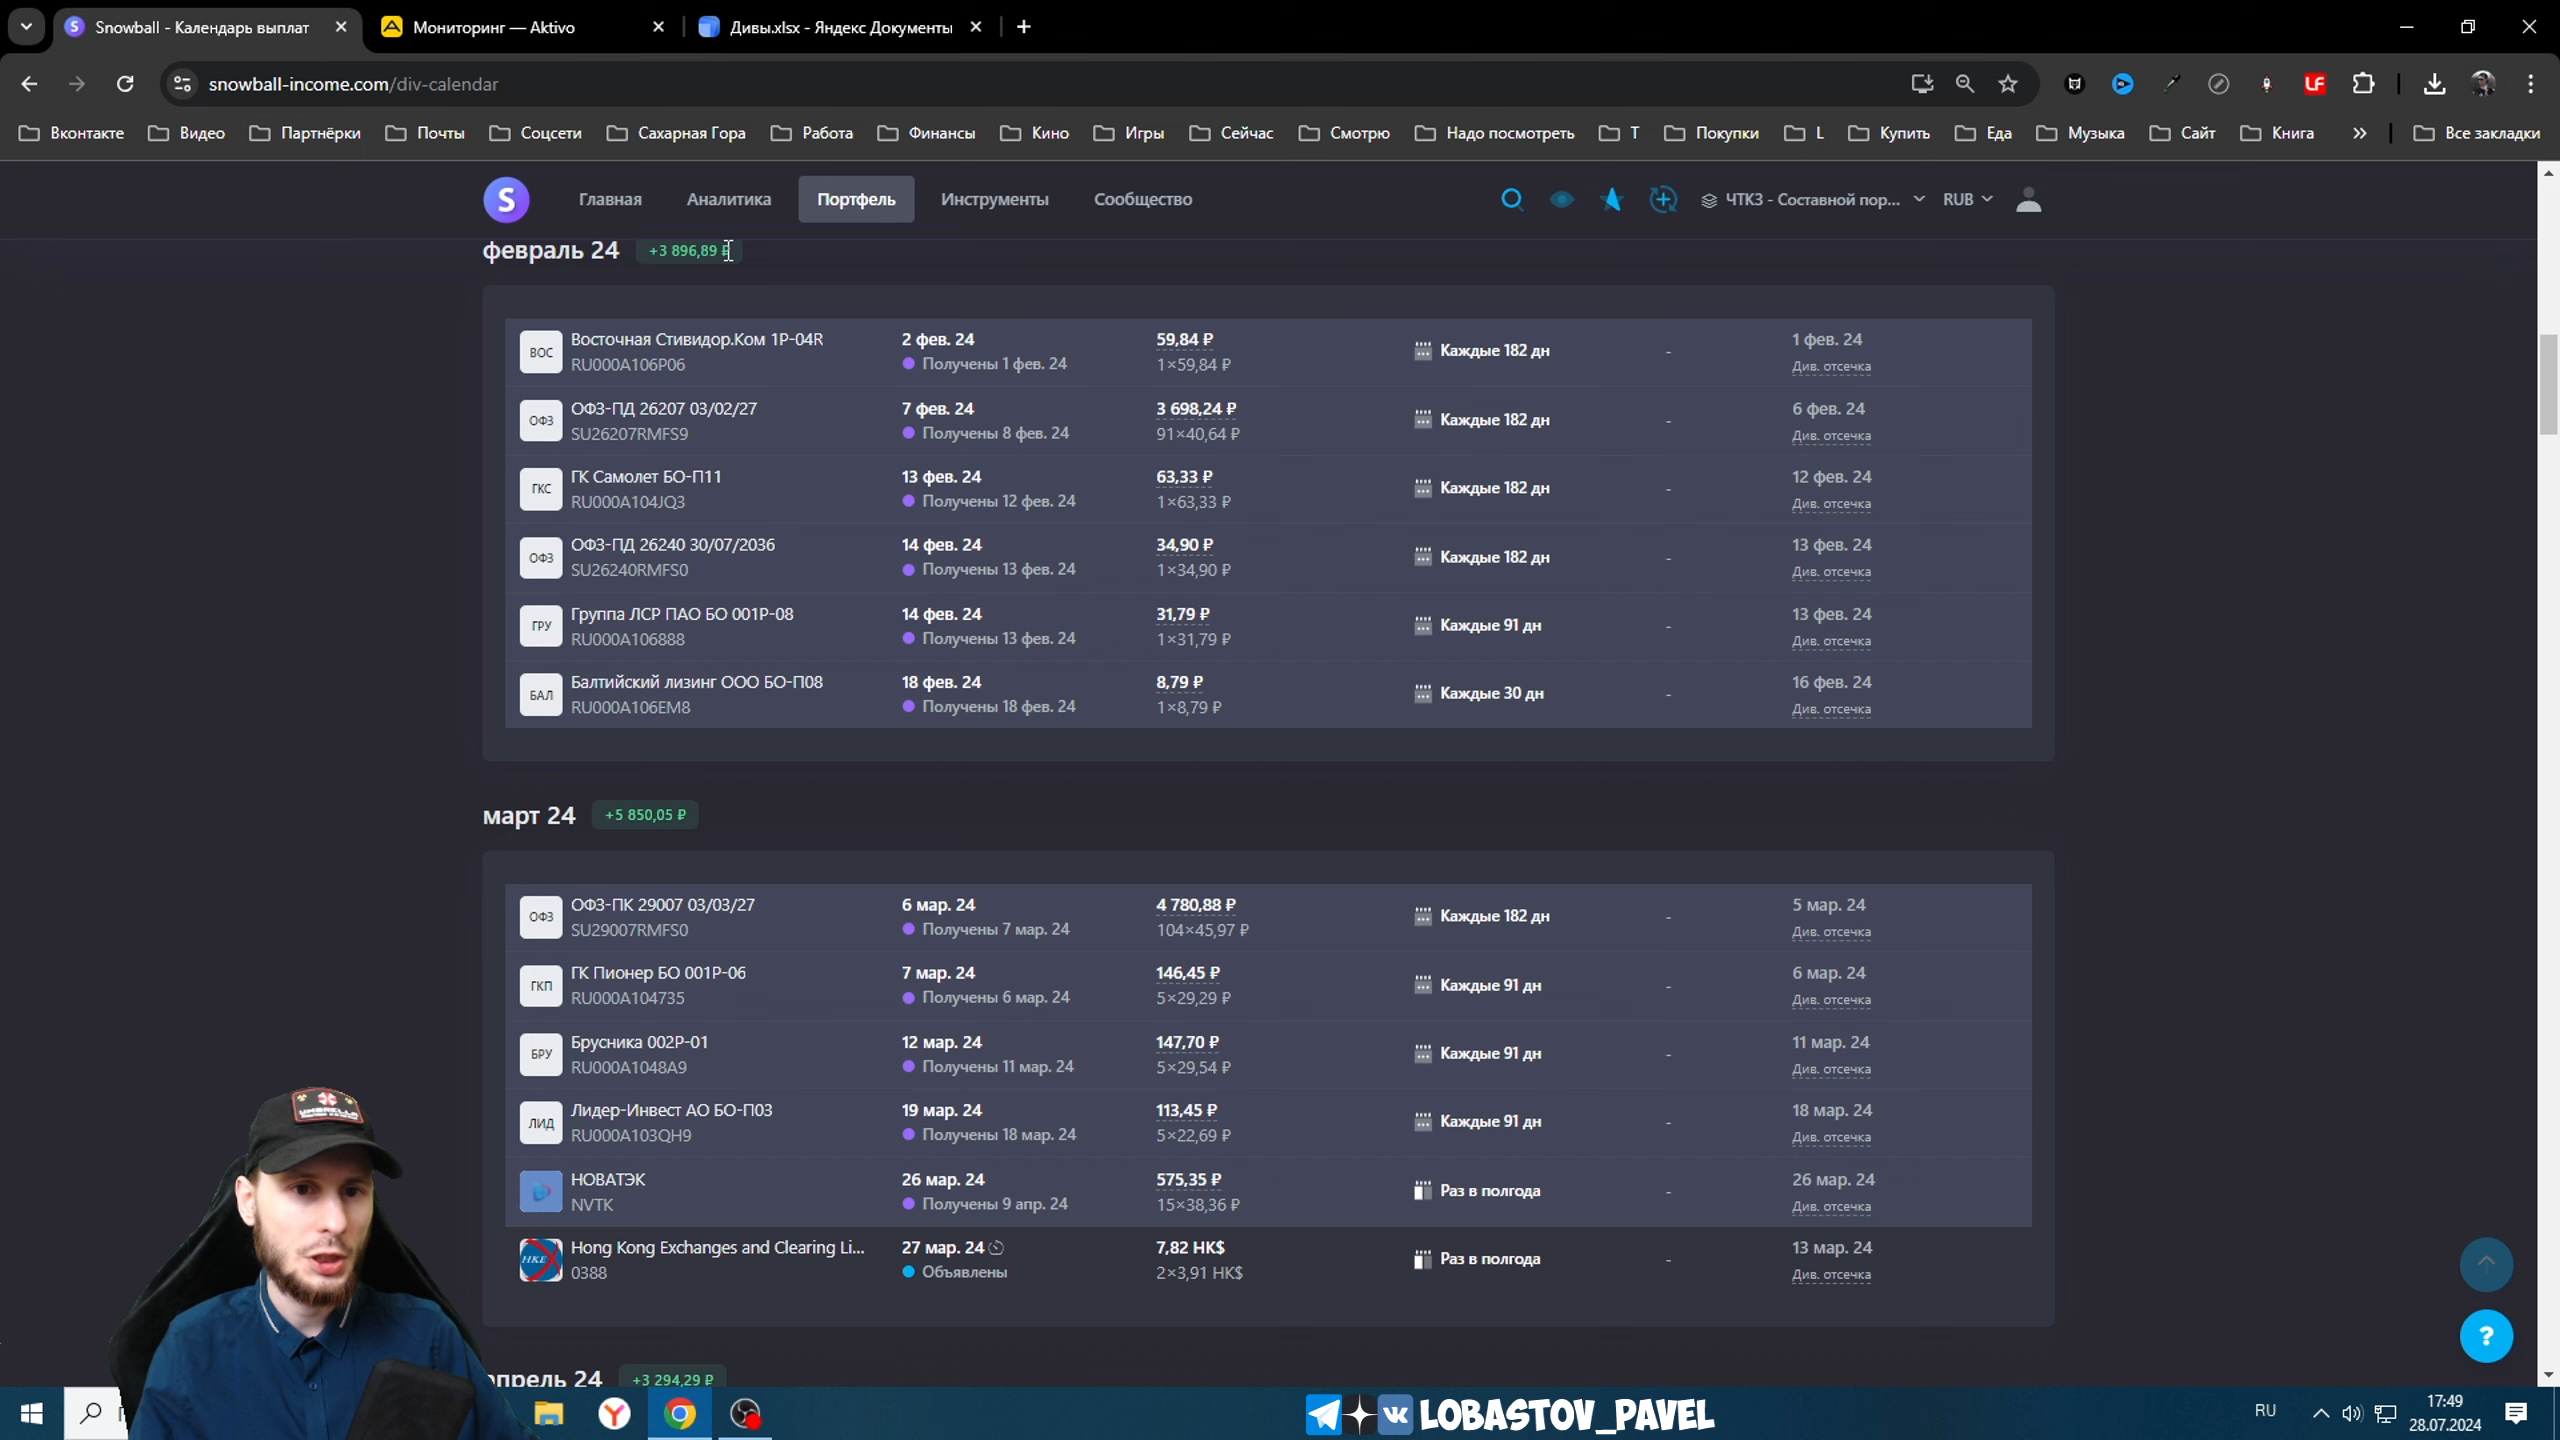 Snowball - Календарь выплат
Мониторинг — Aktivo
Дивы.xlsx - Яндекс Документы
snowball-income.com/div-calendar
LF
Вконтакте Видео Партнёрки Почты Соцсети Сахарная Гора Работа Финансы Кино Игры Сейчас Смотрю Надо посмотреть Т Покупки L Купить Еда Музыка Сайт Книга » Все закладки
S Главная Аналитика Портфель Инструменты Сообщество ЧТКЗ - Составной пор... RUB
февраль 24 +3 896,89 ₽
ВОС Восточная Стивидор.Ком 1P-04R 2 фев. 24 59,84 ₽ Каждые 182 дн - 1 фев. 24
RU000A106P06 Получены 1 фев. 24 1×59,84 ₽ Див. отсечка
ОФЗ ОФЗ-ПД 26207 03/02/27 7 фев. 24 3 698,24 ₽ Каждые 182 дн - 6 фев. 24
SU26207RMFS9 Получены 8 фев. 24 91×40,64 ₽ Див. отсечка
ГКС ГК Самолет БО-П11 13 фев. 24 63,33 ₽ Каждые 182 дн - 12 фев. 24
RU000A104JQ3 Получены 12 фев. 24 1×63,33 ₽ Див. отсечка
ОФЗ ОФЗ-ПД 26240 30/07/2036 14 фев. 24 34,90 ₽ Каждые 182 дн - 13 фев. 24
SU26240RMFS0 Получены 13 фев. 24 1×34,90 ₽ Див. отсечка
ГРУ Группа ЛСР ПАО БО 001P-08 14 фев. 24 31,79 ₽ Каждые 91 дн - 13 фев. 24
RU000A106888 Получены 13 фев. 24 1×31,79 ₽ Див. отсечка
БАЛ Балтийский лизинг ООО БО-П08 18 фев. 24 8,79 ₽ Каждые 30 дн - 16 фев. 24
RU000A106EM8 Получены 18 фев. 24 1×8,79 ₽ Див. отсечка
март 24 +5 850,05 ₽
ОФЗ ОФЗ-ПК 29007 03/03/27 6 мар. 24 4 780,88 ₽ Каждые 182 дн - 5 мар. 24
SU29007RMFS0 Получены 7 мар. 24 104×45,97 ₽ Див. отсечка
ГКП ГК Пионер БО 001P-06 7 мар. 24 146,45 ₽ Каждые 91 дн - 6 мар. 24
RU000A104735 Получены 6 мар. 24 5×29,29 ₽ Див. отсечка
БРУ Брусника 002P-01 12 мар. 24 147,70 ₽ Каждые 91 дн - 11 мар. 24
RU000A1048A9 Получены 11 мар. 24 5×29,54 ₽ Див. отсечка
ЛИД Лидер-Инвест АО БО-П03 19 мар. 24 113,45 ₽ Каждые 91 дн - 18 мар. 24
RU000A103QH9 Получены 18 мар. 24 5×22,69 ₽ Див. отсечка
НОВАТЭК 26 мар. 24 575,35 ₽ Раз в полгода - 26 мар. 24
NVTK Получены 9 апр. 24 15×38,36 ₽ Див. отсечка
HKE Hong Kong Exchanges and Clearing Li... 27 мар. 24 7,82 HK$ Раз в полгода - 13 мар. 24
0388 Объявлены 2×3,91 HK$ Див. отсечка
UMBRELLA
?
апрель 24 +3 294,29 ₽
LOBASTOV_PAVEL
RU
17:49
28.07.2024